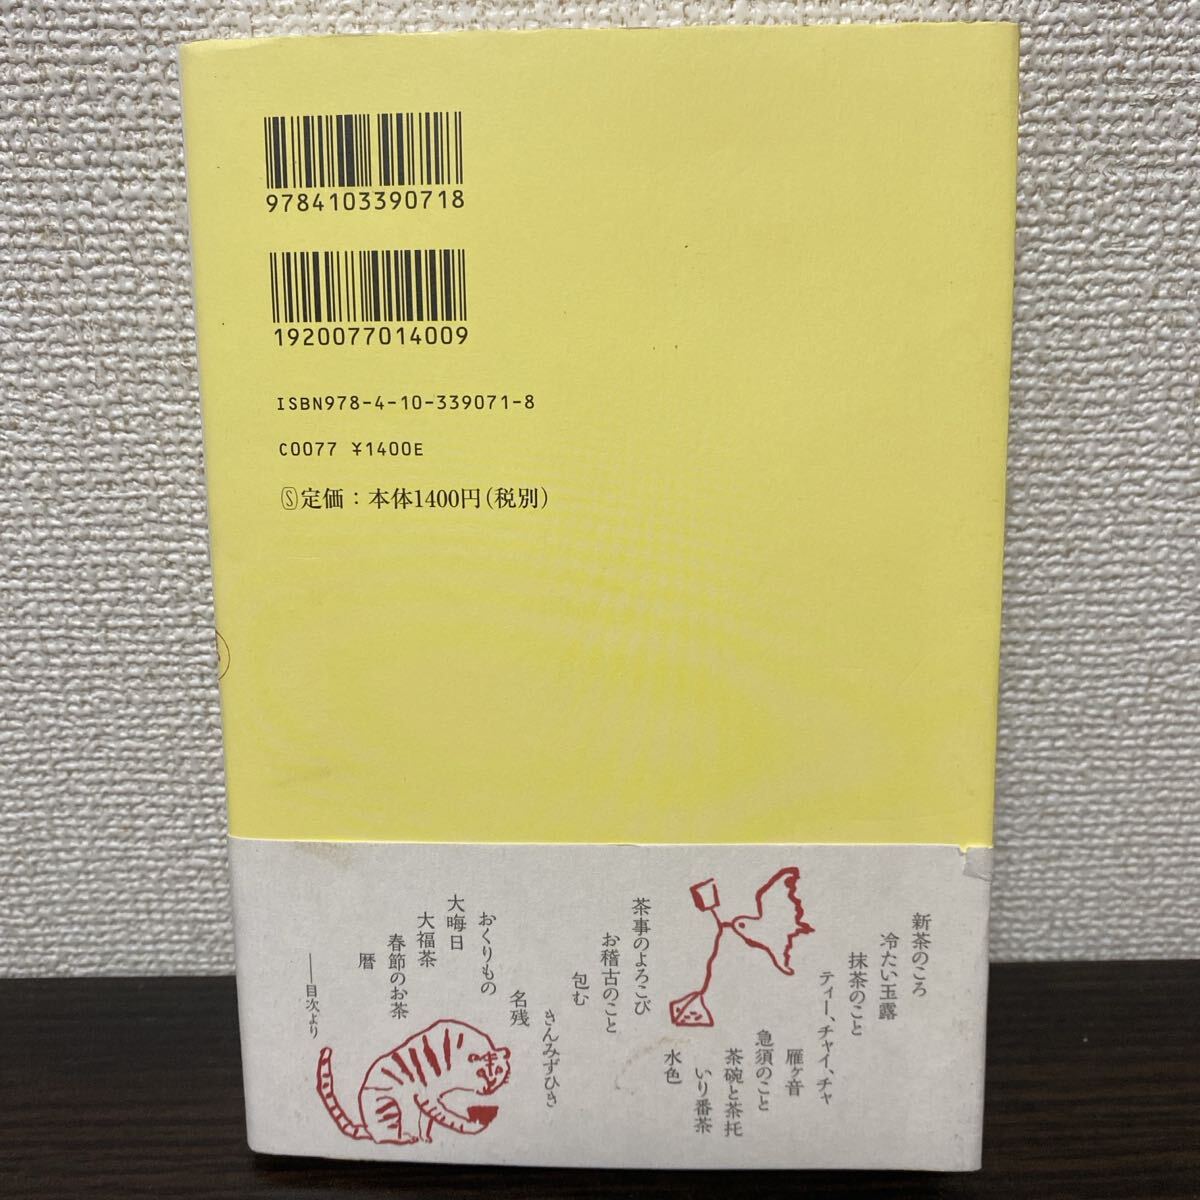 9784103390718
1920077014009
ISBN978-4-10-339071-8
C0077 ¥1400E
Ⓢ定価：本体1400円(税別)
新茶のころ
冷たい玉露
抹茶のこと
ティー、チャイ、チャ
雁ヶ音
急須のこと
茶碗と茶托
いり番茶
水色
茶事のよろこび
お稽古のこと
包む
きんみずひき
名残
おくりもの
大晦日
大福茶
春節のお茶
暦
――目次より